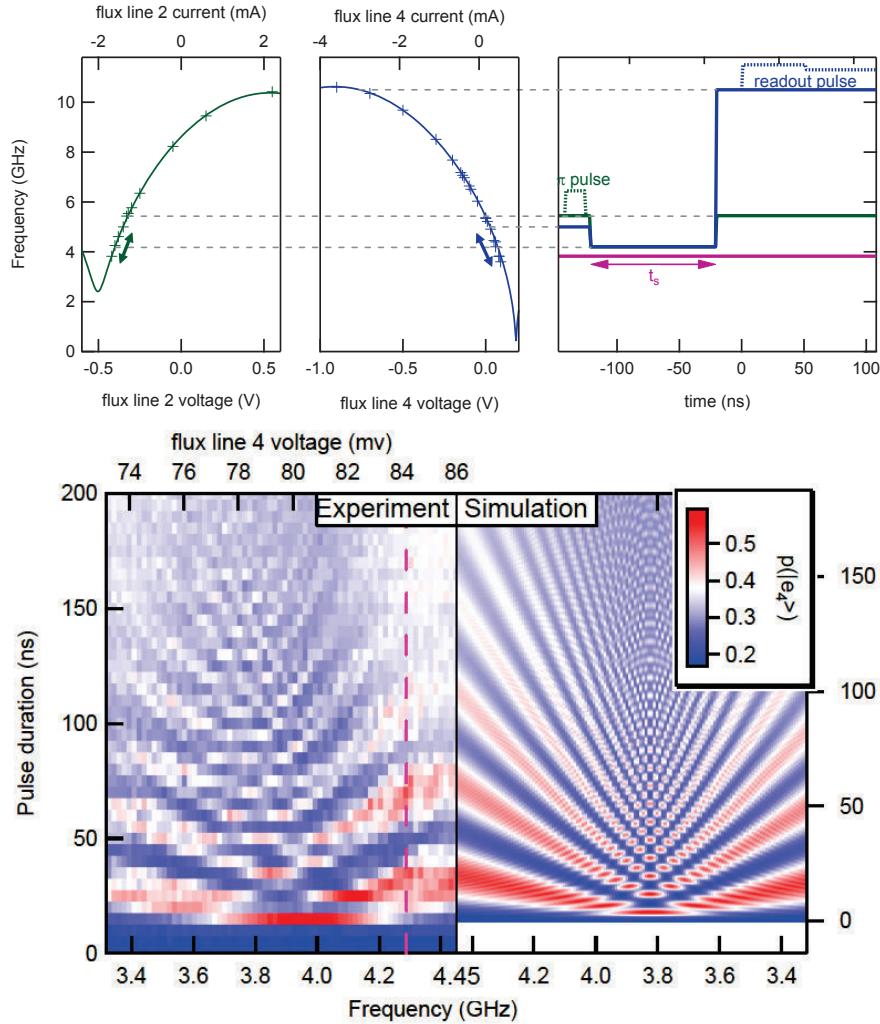 flux line 2 current (mA)
-2 0 2
flux line 4 current (mA)
-4 -2 0
-100 0 100
Frequency (GHz)
10
8
6
4
2
0
readout pulse
π pulse
ts
-0.5 0.0 0.5
flux line 2 voltage (V)
-1.0 -0.5 0.0
flux line 4 voltage (V)
-100 -50 0 50 100
time (ns)
flux line 4 voltage (mv)
74 76 78 80 82 84 86
Experiment
Simulation
Pulse duration (ns)
200
150
100
50
0
0.5
0.4
0.3
0.2
p(|e4>)
150
100
50
0
3.4 3.6 3.8 4.0 4.2 4.45 4.2 4.0 3.8 3.4
Frequency (GHz)